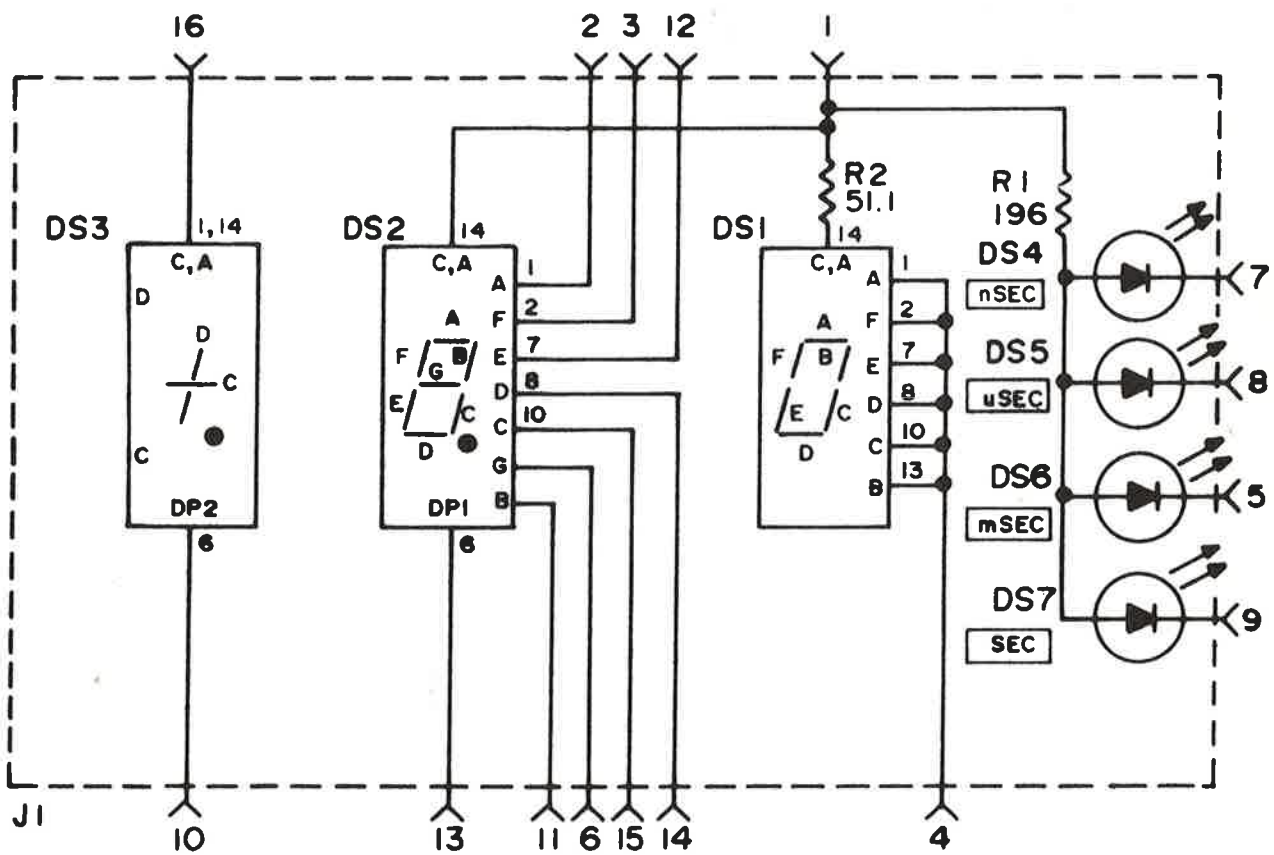 16
2 3 12
1
DS3
1,14
C,A
D
D
C
C
DP2
6
DS2
14
C,A
A
B
F
G
E
C
D
DP1
6
A 1
F 2
E 7
D 8
C 10
G
B
R2
51.1
DS1
14
C,A
A
F
B
E
C
D
A 1
F 2
E 7
D 8
C 10
B 13
R1
196
DS4
nSEC
7
DS5
uSEC
8
DS6
mSEC
5
DS7
SEC
9
J1
10
13
11 6 15 14
4